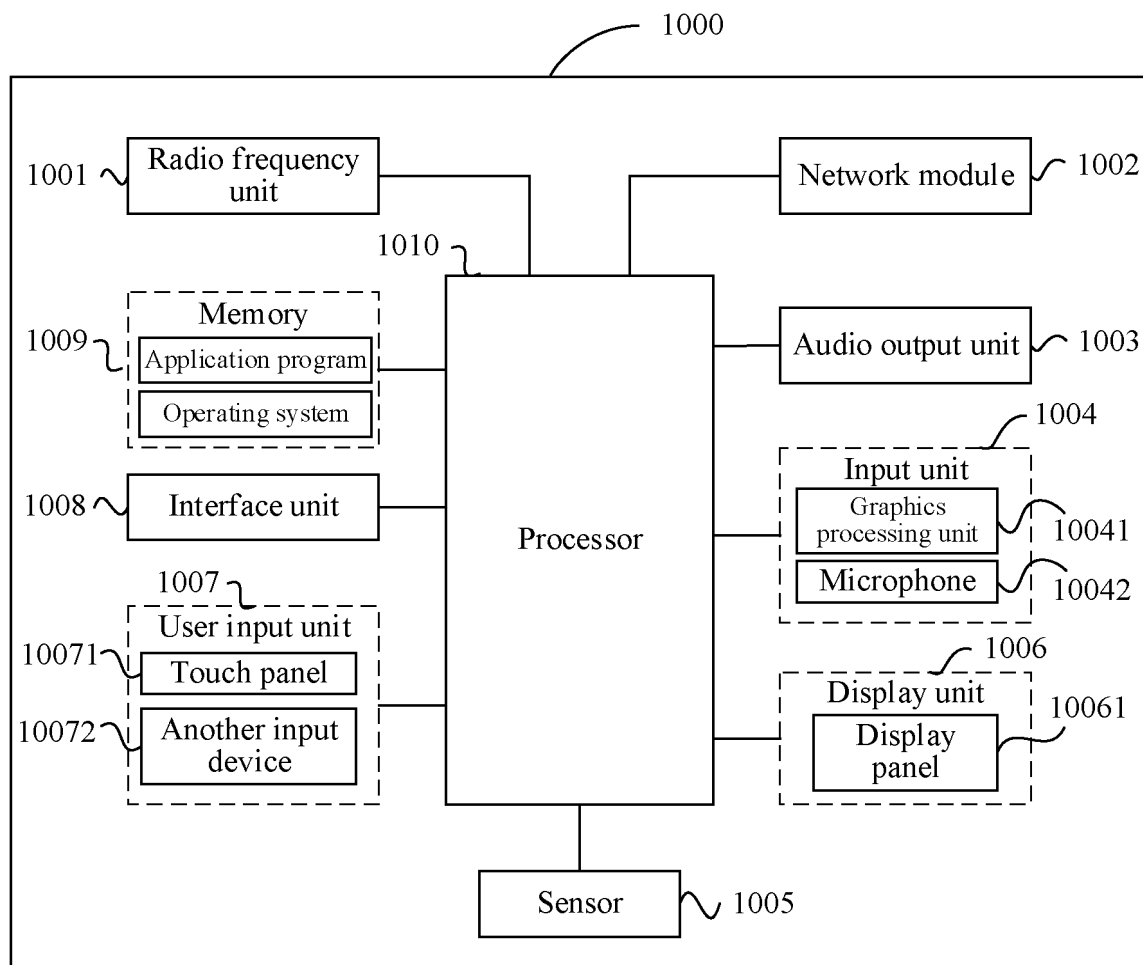 1000
1001
Radio frequency
unit
Network module
1002
1010
Memory
1009
Application program
Operating system
Audio output unit
1003
1004
Input unit
Graphics
processing unit
10041
Microphone
10042
1008
Interface unit
Processor
1007
User input unit
10071
Touch panel
10072
Another input
device
1006
Display unit
10061
Display
panel
Sensor
1005